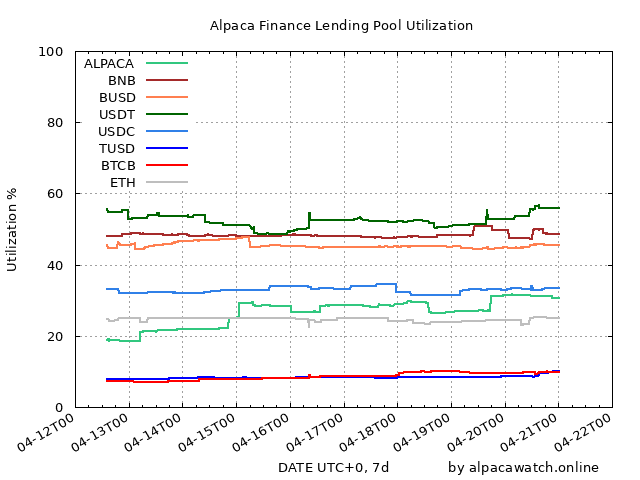 Alpaca Finance Lending Pool Utilization
100
80
60
40
20
0
Utilization %
ALPACA
BNB
BUSD
USDT
USDC
TUSD
BTCB
ETH
04-12T00
04-13T00
04-14T00
04-15T00
04-16T00
04-17T00
04-18T00
04-19T00
04-20T00
04-21T00
04-22T00
DATE UTC+0, 7d
by alpacawatch.online